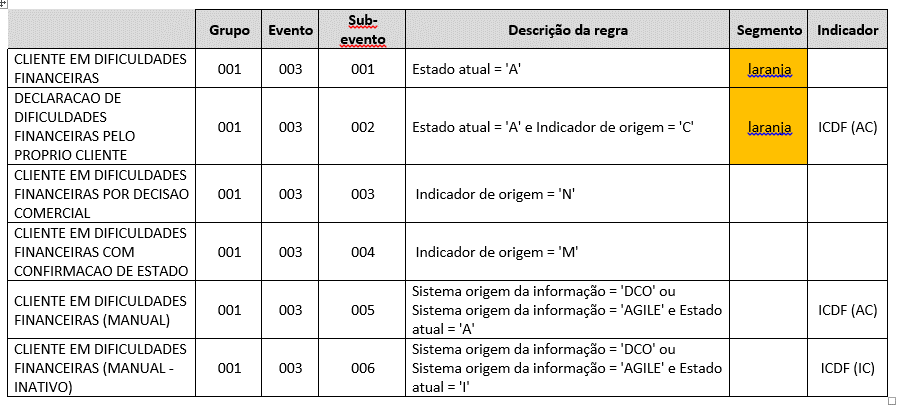 Grupo Evento Sub-evento Descrição da regra Segmento Indicador
CLIENTE EM DIFICULDADES
FINANCEIRAS
001 003 001 Estado atual = 'A' laranja
DECLARACAO DE
DIFICULDADES
FINANCEIRAS PELO
PROPRIO CLIENTE
001 003 002 Estado atual = 'A' e Indicador de origem = 'C' laranja ICDF (AC)
CLIENTE EM DIFICULDADES
FINANCEIRAS POR DECISAO
COMERCIAL
001 003 003 Indicador de origem = 'N'
CLIENTE EM DIFICULDADES
FINANCEIRAS COM
CONFIRMACAO DE ESTADO
001 003 004 Indicador de origem = 'M'
CLIENTE EM DIFICULDADES
FINANCEIRAS (MANUAL)
001 003 005
Sistema origem da informação = 'DCO' ou
Sistema origem da informação = 'AGILE' e Estado
atual = 'A'
ICDF (AC)
CLIENTE EM DIFICULDADES
FINANCEIRAS (MANUAL -
INATIVO)
001 003 006
Sistema origem da informação = 'DCO' ou
Sistema origem da informação = 'AGILE' e Estado
atual = 'I'
ICDF (IC)